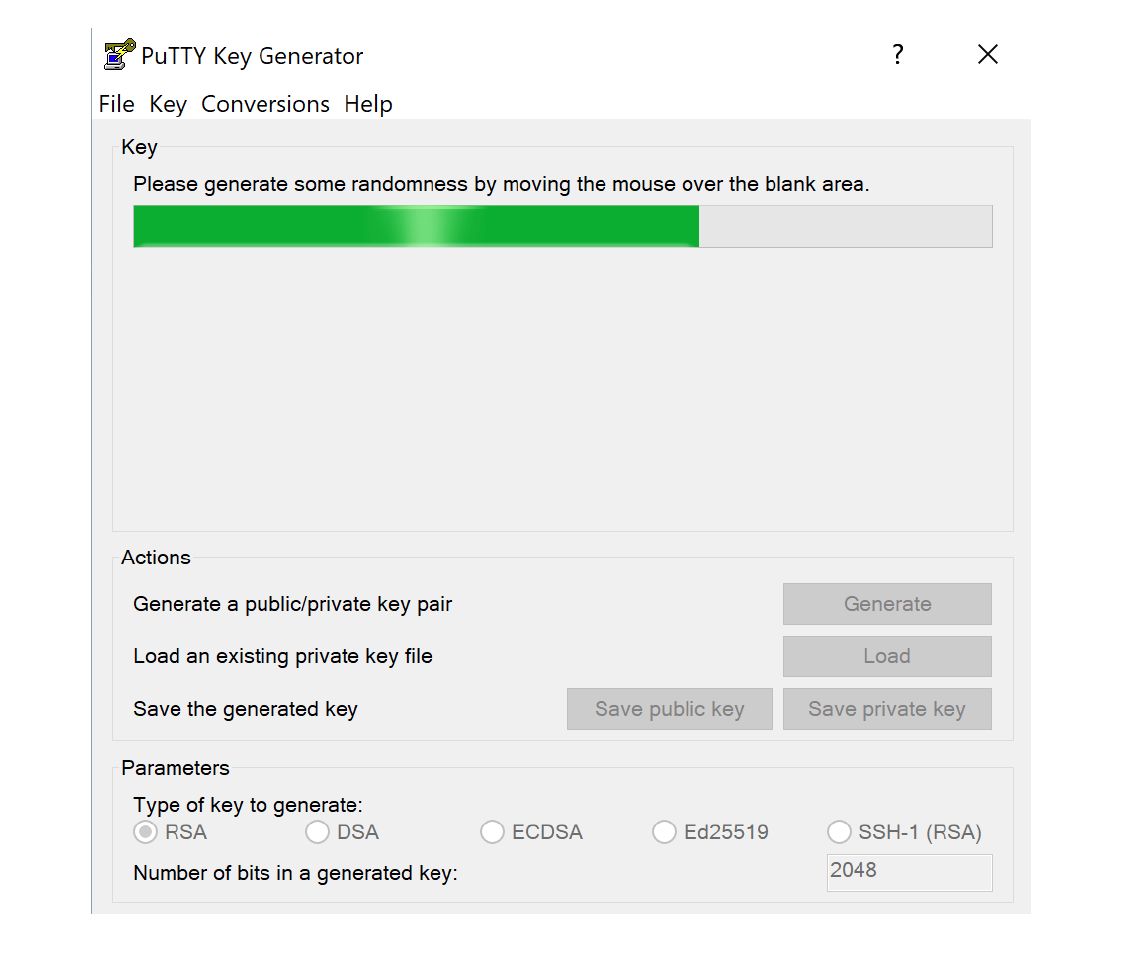 PuTTY Key Generator
?
File Key Conversions Help
Key
Please generate some randomness by moving the mouse over the blank area.
Actions
Generate a public/private key pair
Generate
Load an existing private key file
Load
Save the generated key
Save public key
Save private key
Parameters
Type of key to generate:
RSA DSA ECDSA Ed25519 SSH-1 (RSA)
Number of bits in a generated key:
2048